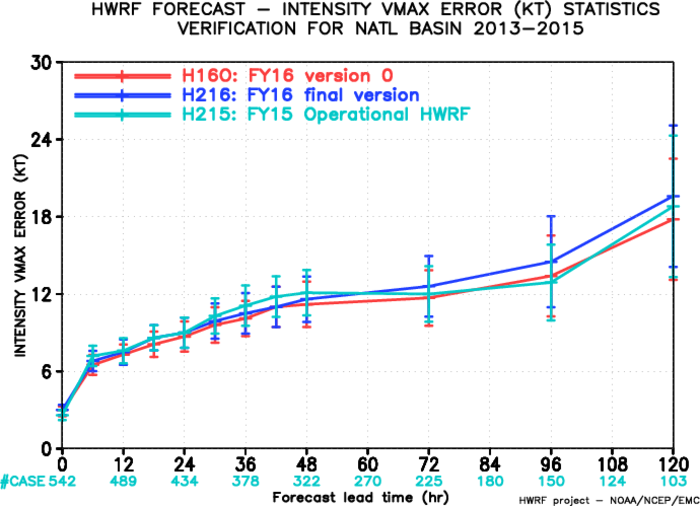 HWRF FORECAST – INTENSITY VMAX ERROR (KT) STATISTICS
VERIFICATION FOR NATL BASIN 2013–2015
H160: FY16 version 0
H216: FY16 final version
H215: FY15 Operational HWRF
INTENSITY VMAX ERROR (KT)
30
24
18
12
6
0
0 12 24 36 48 60 72 84 96 108 120
#CASE 542 489 434 378 322 270 225 180 150 124 103
Forecast lead time (hr)
HWRF project – NOAA/NCEP/EMC